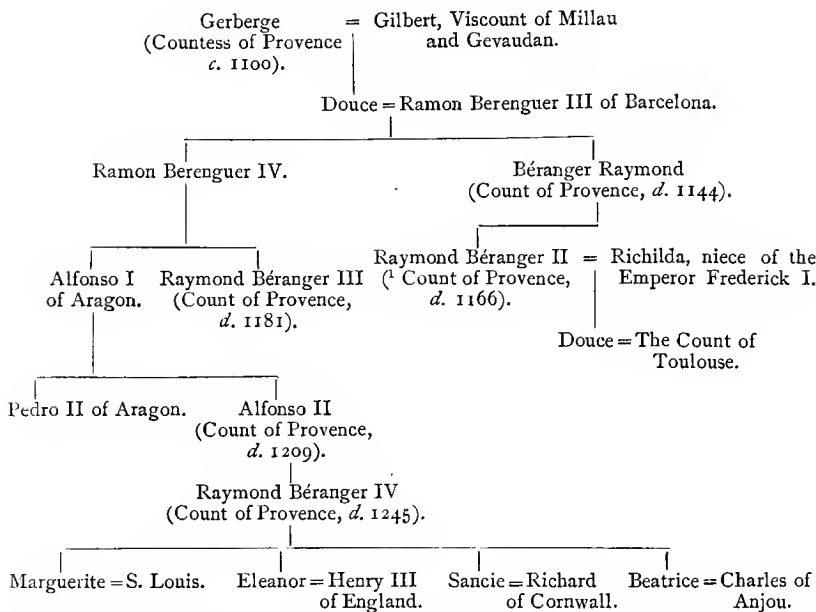 Gerberge = Gilbert, Viscount of Millau
(Countess of Provence and Gevaudan.
c. 1100).
Douce = Ramon Berenguer III of Barcelona.
Ramon Berenguer IV. Béranger Raymond
(Count of Provence, d. 1144).
Raymond Béranger II = Richilda, niece of the
Alfonso I Raymond Béranger III (¹ Count of Provence, Emperor Frederick I.
of Aragon. (Count of Provence, d. 1166).
d. 1181).
Douce = The Count of
Toulouse.
Pedro II of Aragon. Alfonso II
(Count of Provence,
d. 1209).
Raymond Béranger IV
(Count of Provence, d. 1245).
Marguerite = S. Louis. Eleanor = Henry III Sancie = Richard Beatrice = Charles of
of England. of Cornwall. Anjou.